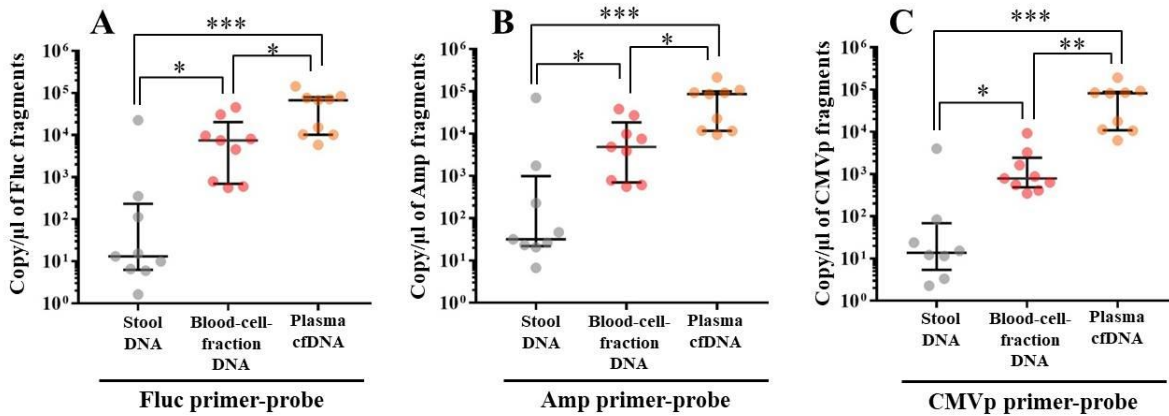 A
***
*
*
Copy/μl of Fluc fragments
10⁶
10⁵
10⁴
10³
10²
10¹
10⁰
Stool
DNA
Blood-cell-
fraction
DNA
Plasma
cfDNA
Fluc primer-probe
B
***
*
*
Copy/μl of Amp fragments
10⁶
10⁵
10⁴
10³
10²
10¹
10⁰
Stool
DNA
Blood-cell-
fraction
DNA
Plasma
cfDNA
Amp primer-probe
C
***
**
*
Copy/μl of CMVp fragments
10⁶
10⁵
10⁴
10³
10²
10¹
10⁰
Stool
DNA
Blood-cell-
fraction
DNA
Plasma
cfDNA
CMVp primer-probe